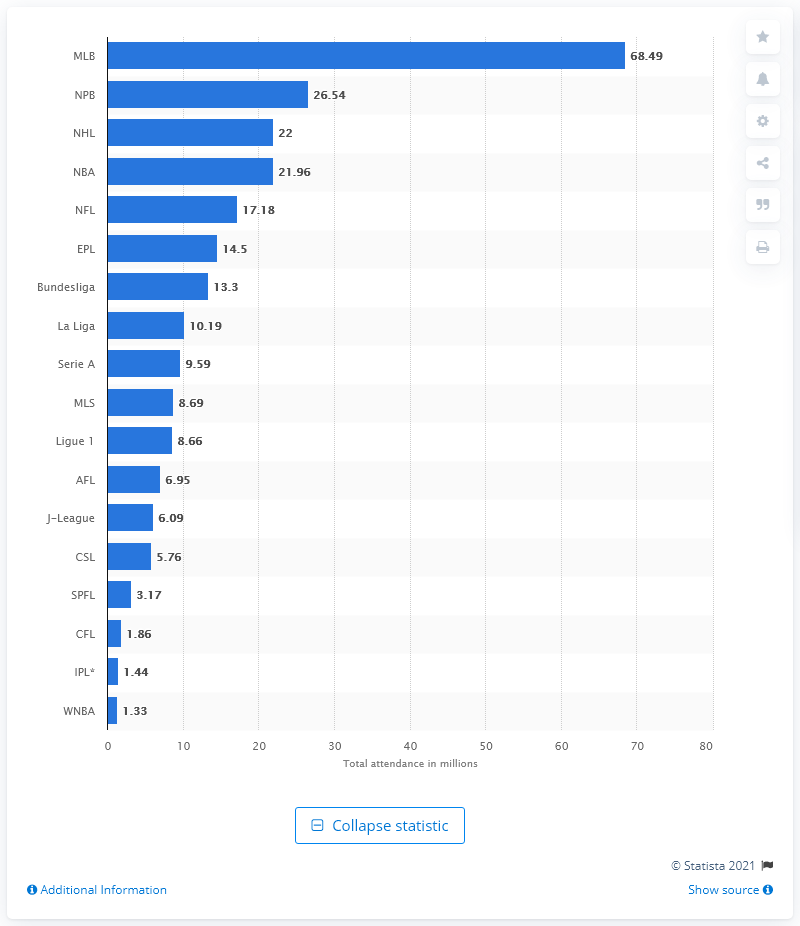 MLB 68.49
NPB 26.54
NHL 22
NBA 21.96
NFL 17.18
EPL 14.5
Bundesliga 13.3
La Liga 10.19
Serie A 9.59
MLS 8.69
Ligue 1 8.66
AFL 6.95
J-League 6.09
CSL 5.76
SPFL 3.17
CFL 1.86
IPL* 1.44
WNBA 1.33
0 10 20 30 40 50 60 70 80
Total attendance in millions
Collapse statistic
© Statista 2021
Additional Information Show source